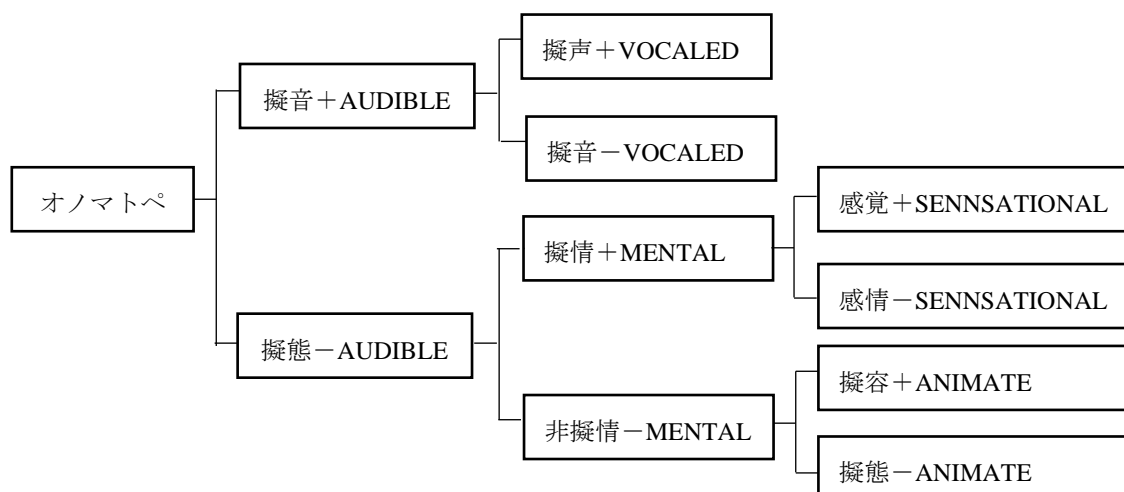 擬声＋VOCALED
擬音＋AUDIBLE
擬音－VOCALED
オノマトペ
感覚＋SENNSATIONAL
擬情＋MENTAL
感情－SENNSATIONAL
擬態－AUDIBLE
擬容＋ANIMATE
非擬情－MENTAL
擬態－ANIMATE